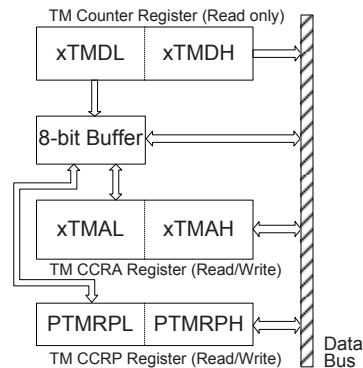 TM Counter Register (Read only)
xTMDL xTMDH
8-bit Buffer
xTMAL xTMAH
TM CCRA Register (Read/Write)
PTMRPL PTMRPH
TM CCRP Register (Read/Write)
Data
Bus